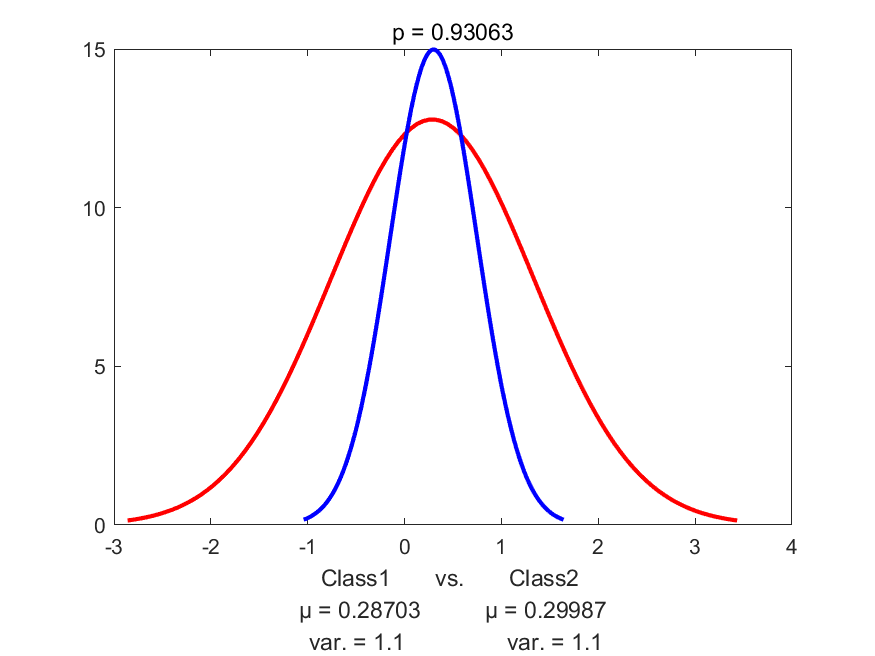 p = 0.93063
15
10
5
0
-3 -2 -1 0 1 2 3 4
Class1 vs. Class2
μ = 0.28703 μ = 0.29987
var. = 1.1 var. = 1.1